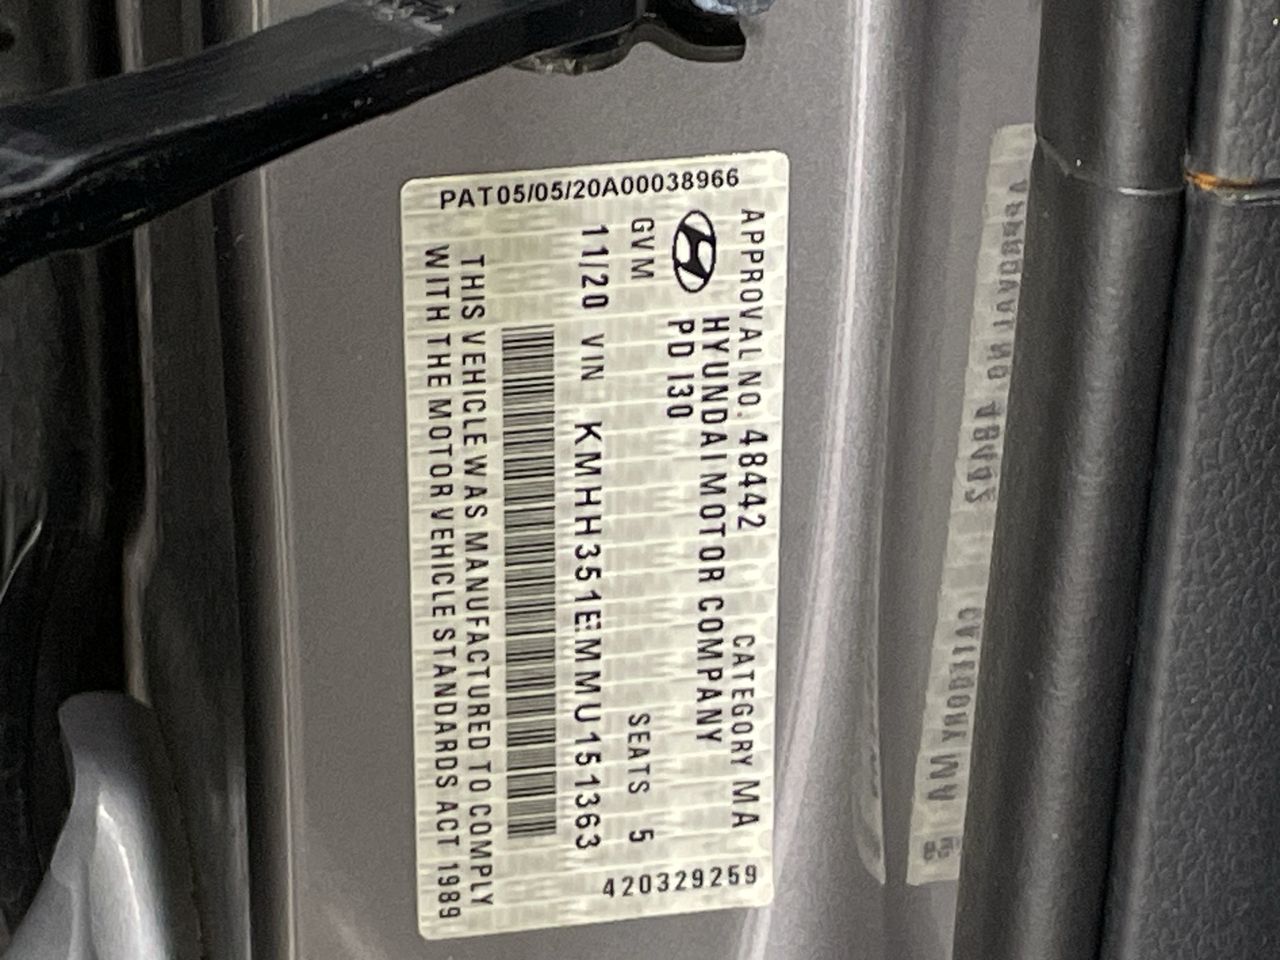 PAT05/05/20A00038966
APPROVAL NO. 48442 CATEGORY MA
HYUNDAI MOTOR COMPANY
PD I30
GVM SEATS 5
11/20 VIN KMHH351EMMU151363
THIS VEHICLE WAS MANUFACTURED TO COMPLY
WITH THE MOTOR VEHICLE STANDARDS ACT 1989
420329259